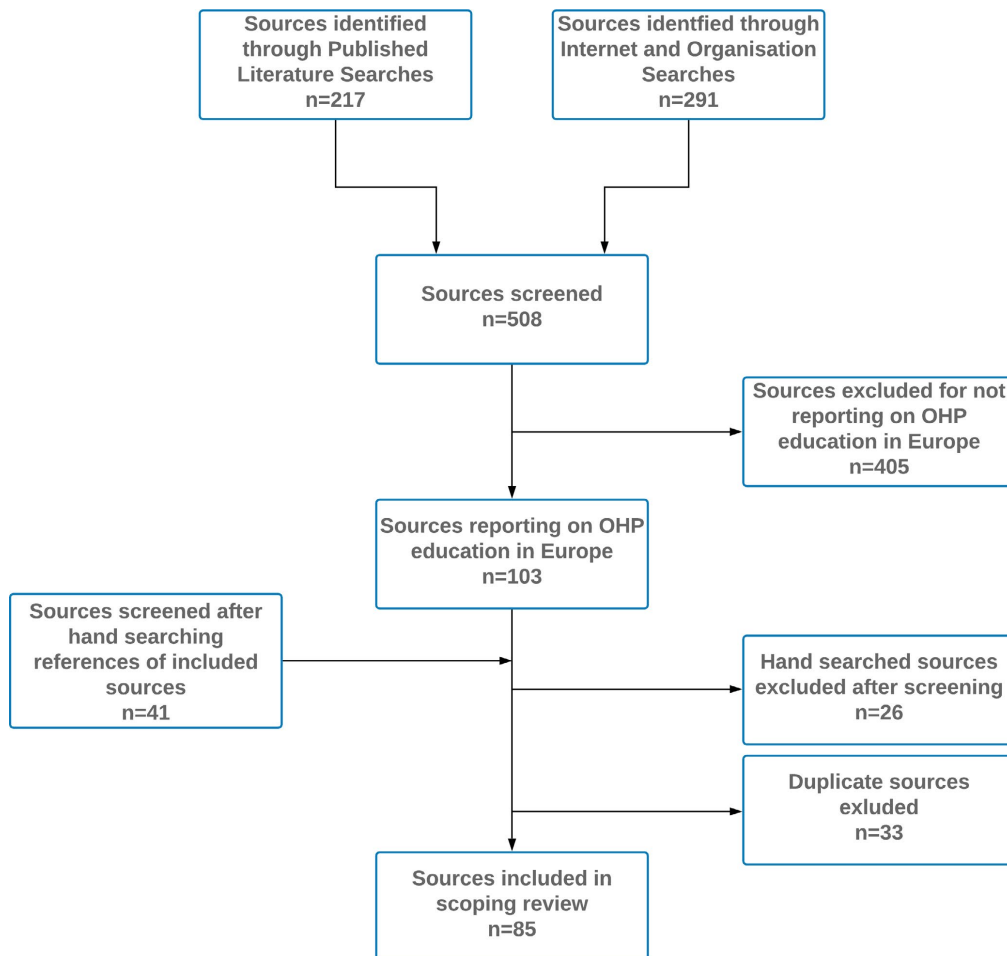 Sources identified
through Published
Literature Searches
n=217
Sources identfied through
Internet and Organisation
Searches
n=291
Sources screened
n=508
Sources excluded for not
reporting on OHP
education in Europe
n=405
Sources reporting on OHP
education in Europe
n=103
Sources screened after
hand searching
references of included
sources
n=41
Hand searched sources
excluded after screening
n=26
Duplicate sources
exluded
n=33
Sources included in
scoping review
n=85